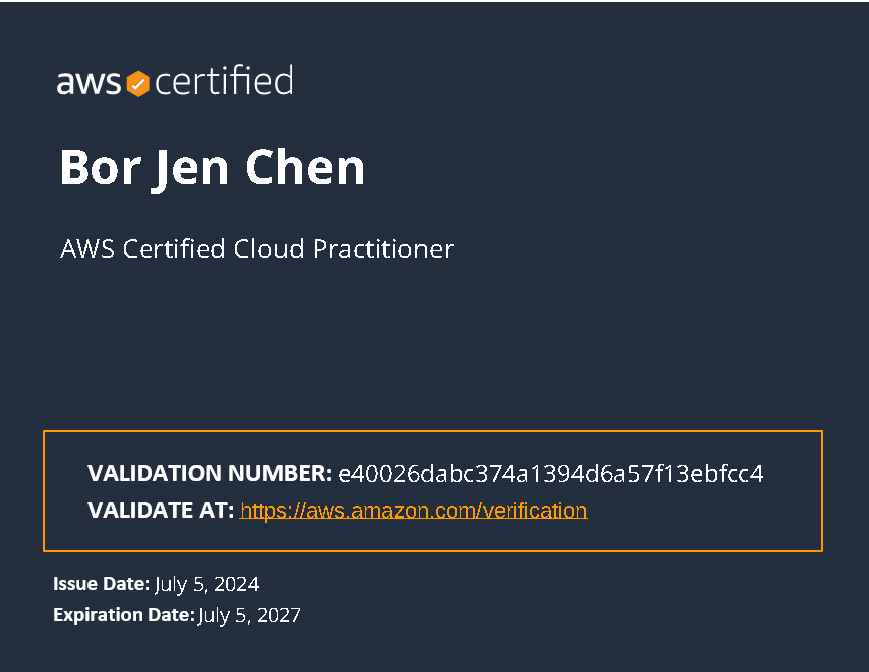 aws certified
Bor Jen Chen
AWS Certified Cloud Practitioner
VALIDATION NUMBER: e40026dabc374a1394d6a57f13ebfcc4
VALIDATE AT: https://aws.amazon.com/verification
Issue Date: July 5, 2024
Expiration Date: July 5, 2027